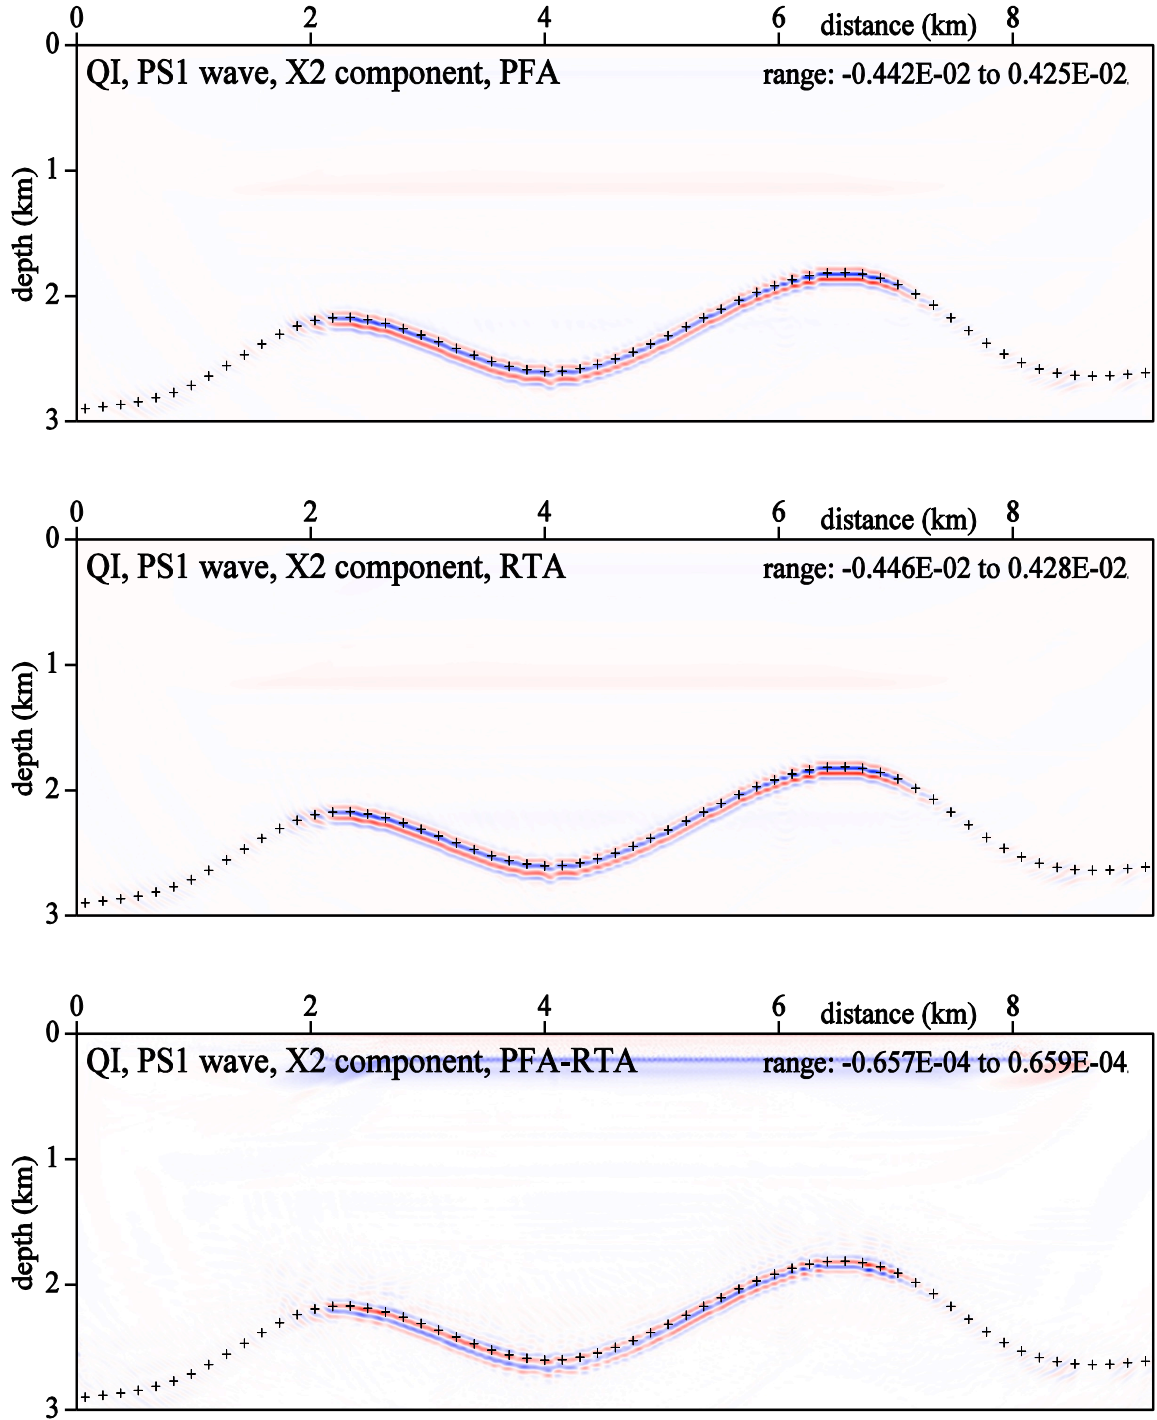 0 2 4 6 distance (km) 8
0
QI, PS1 wave, X2 component, PFA range: -0.442E-02 to 0.425E-02
1
depth (km)
2
3
0 2 4 6 distance (km) 8
0
QI, PS1 wave, X2 component, RTA range: -0.446E-02 to 0.428E-02
1
depth (km)
2
3
0 2 4 6 distance (km) 8
0
QI, PS1 wave, X2 component, PFA-RTA range: -0.657E-04 to 0.659E-04
1
depth (km)
2
3